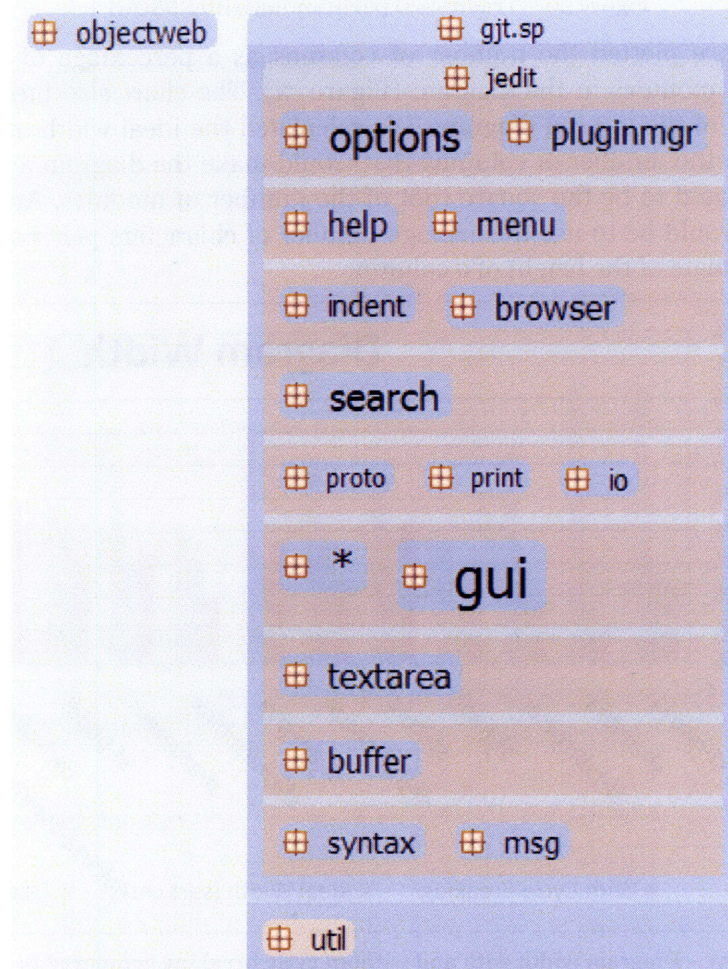 objectweb
gjt.sp
jedit
options pluginmgr
help menu
indent browser
search
proto print io
* gui
textarea
buffer
syntax msg
util